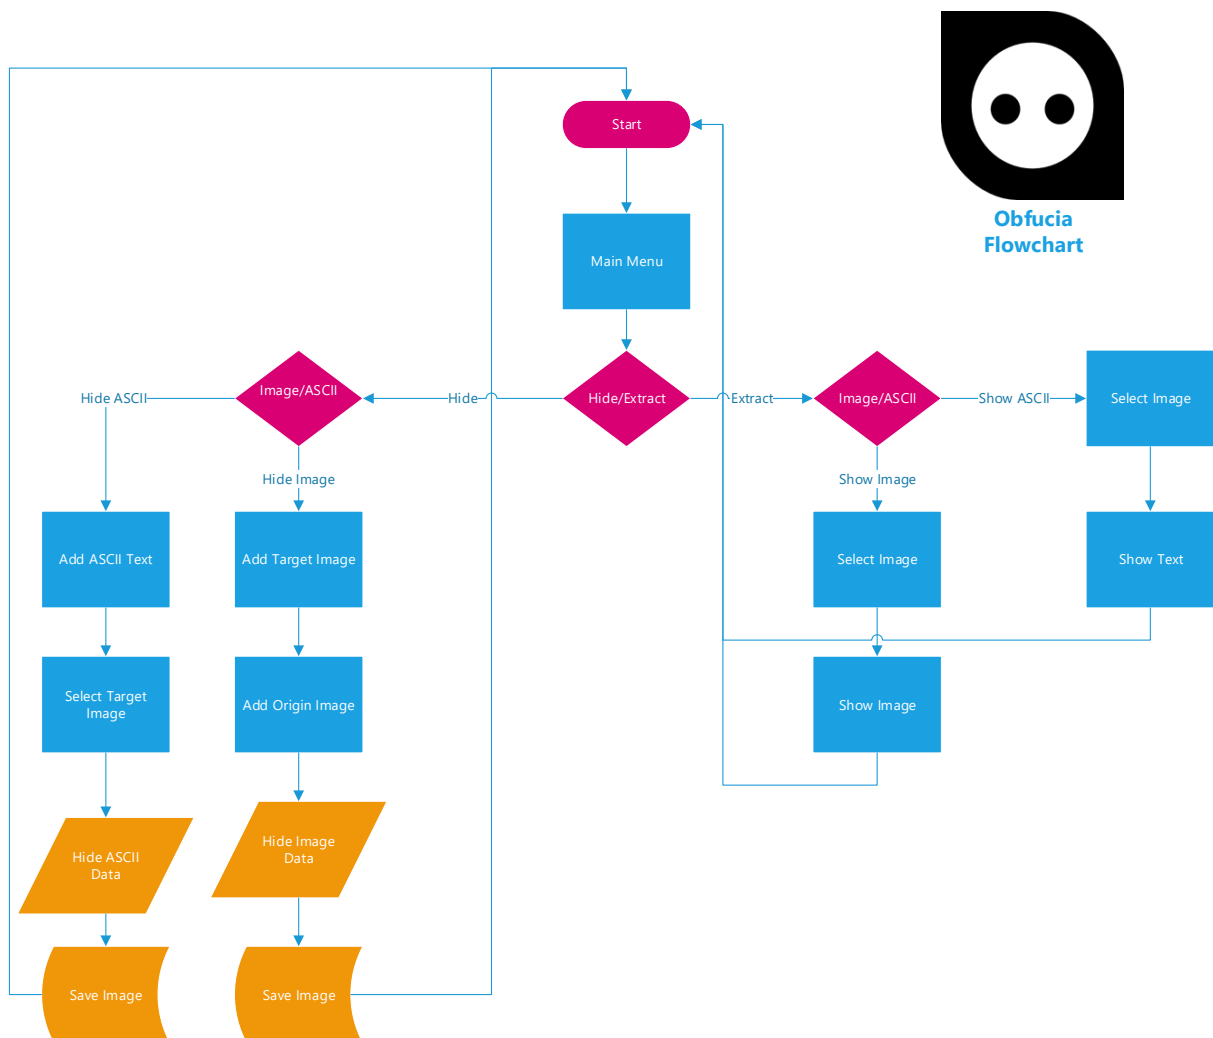 Start
Obfucia
Flowchart
Main Menu
Image/ASCII
Hide ASCII
Hide
Hide/Extract
Extract
Image/ASCII
Show ASCII
Select Image
Hide Image
Show Image
Add ASCII Text
Add Target Image
Select Image
Show Text
Select Target
Image
Add Origin Image
Show Image
Hide ASCII
Data
Hide Image
Data
Save Image
Save Image